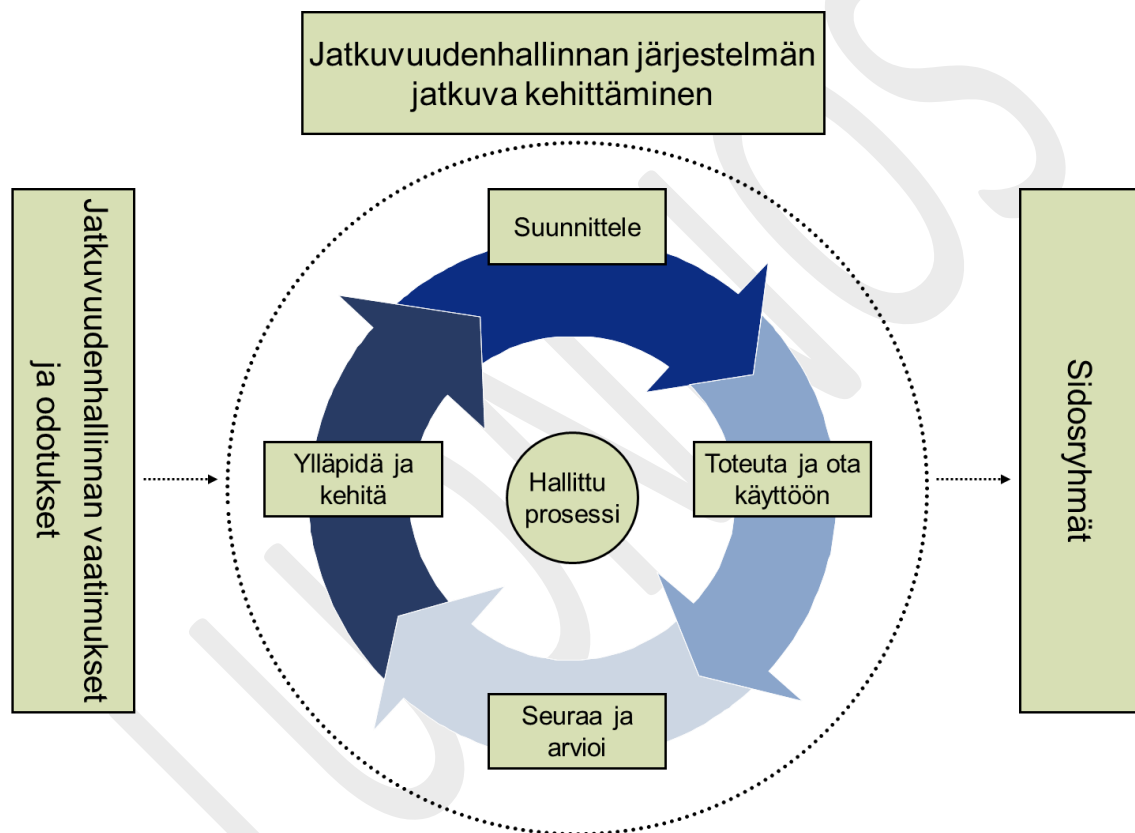 Jatkuvuudenhallinnan järjestelmän
jatkuva kehittäminen
Jatkuvuudenhallinnan vaatimukset
ja odotukset
Suunnittele
Ylläpidä ja
kehitä
Hallittu
prosessi
Toteuta ja ota
käyttöön
Seuraa ja
arvioi
Sidosryhmät